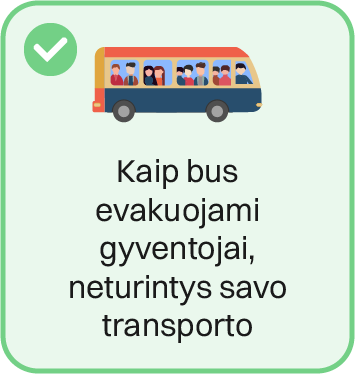 Kaip bus
evakuojami
gyventojai,
neturintys savo
transporto